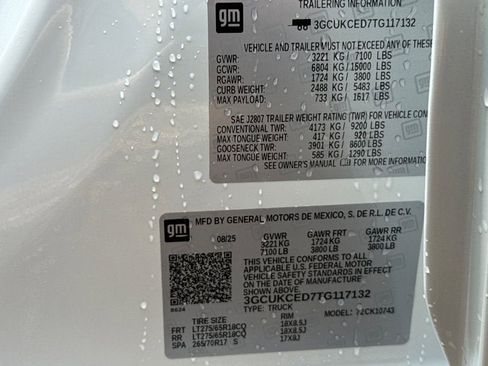 TRAILERING INFORMATION
gm
3GCUKCED7TG117132
VEHICLE AND TRAILER MUST NOT EXCEED ANY OF THESE
GVWR: 3221 KG / 7100 LBS
GCWR: 6804 KG / 15000 LBS
RGAWR: 1724 KG / 3800 LBS
CURB WEIGHT: 2488 KG / 5483 LBS
MAX PAYLOAD: 733 KG / 1617 LBS
SAE J2807 TRAILER WEIGHT RATING (TWR) FOR
CONVENTIONAL TWR: 4173 KG / 9200 LBS
MAX TONGUE WEIGHT: 417 KG / 920 LBS
GOOSENECK TWR: 3901 KG / 8600 LBS
MAX TONGUE WEIGHT: 585 KG / 1290 LBS
SEE OWNER'S MANUAL FOR
gm
MFD BY GENERAL MOTORS DE MEXICO, S. DE R.L. DE C.V.
08/25 GVWR GAWR FRT GAWR RR
3221 KG 1724 KG 1724 KG
7100 LB 3800 LB 3800 LB
THIS VEHICLE CONFORMS TO ALL
APPLICABLE U.S. FEDERAL MOTOR
VEHICLE SAFETY STANDARDS IN EFFECT
ON THE DATE OF MANUFACTURE
SHOWN ABOVE.
3GCUKCED7TG117132
8624
TYPE: TRUCK MODEL: 72CK10743
TIRE SIZE RIM
FRT LT275/65R18CQ 18X8.5J
RR LT275/65R18CQ 18X8.5J
SPA 265/70R17 S 17X8J